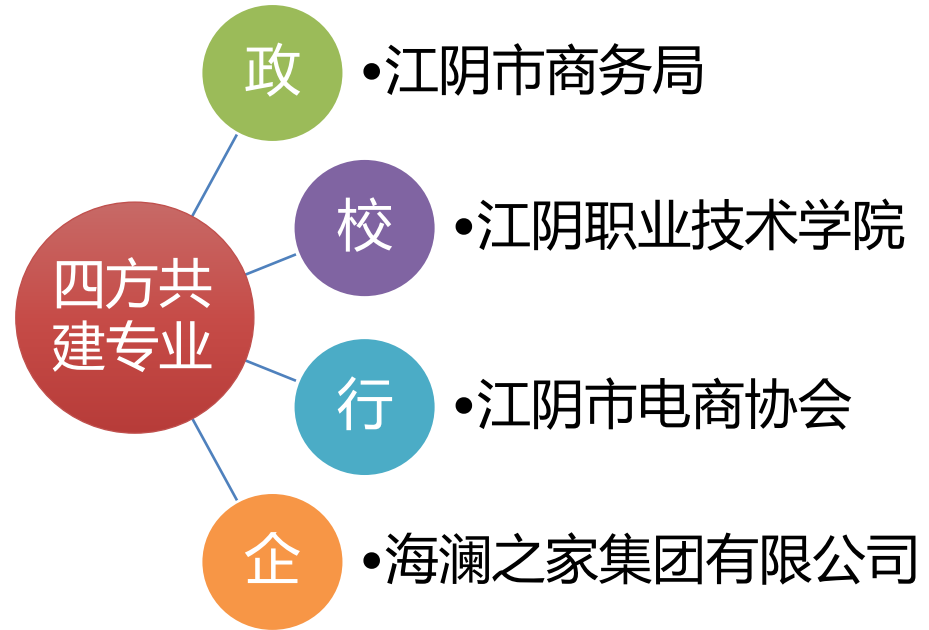 政
•江阴市商务局
校
•江阴职业技术学院
四方共
建专业
行
•江阴市电商协会
企
•海澜之家集团有限公司